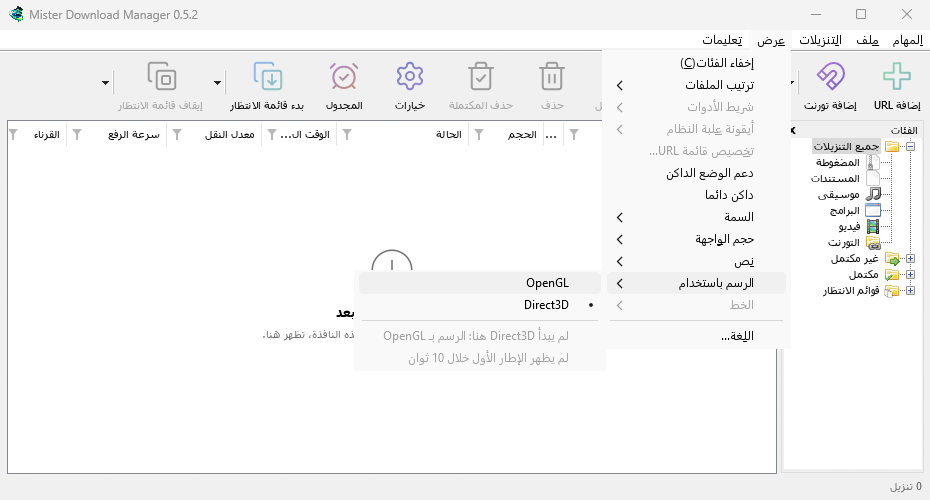 Mister Download Manager 0.5.2
المهام
ملف
التنزيلات
عرض
تعليمات
إضافة URL
إضافة تورنت
حذف
حذف المكتملة
خيارات
المجدول
بدء قائمة الانتظار
إيقاف قائمة الانتظار
إخفاء الفئات(C)
ترتيب الملفات
شريط الأدوات
أيقونة علبة النظام
تخصيص قائمة URL...
دعم الوضع الداكن
داكن دائما
السمة
حجم الواجهة
نص
الرسم باستخدام
الخط
اللغة...
OpenGL
Direct3D
لم يبدأ Direct3D هنا: الرسم بـ OpenGL
لم يظهر الإطار الأول خلال 10 ثوان
...
الحجم
الحالة
الوقت ال...
معدل النقل
سرعة الرفع
القرناء
بعد
ذه النافذة، تظهر هنا.
الفئات
جميع التنزيلات
المضغوطة
المستندات
موسيقى
البرامج
فيديو
التورنت
غير مكتمل
مكتمل
قوائم الانتظار
0 تنزيل